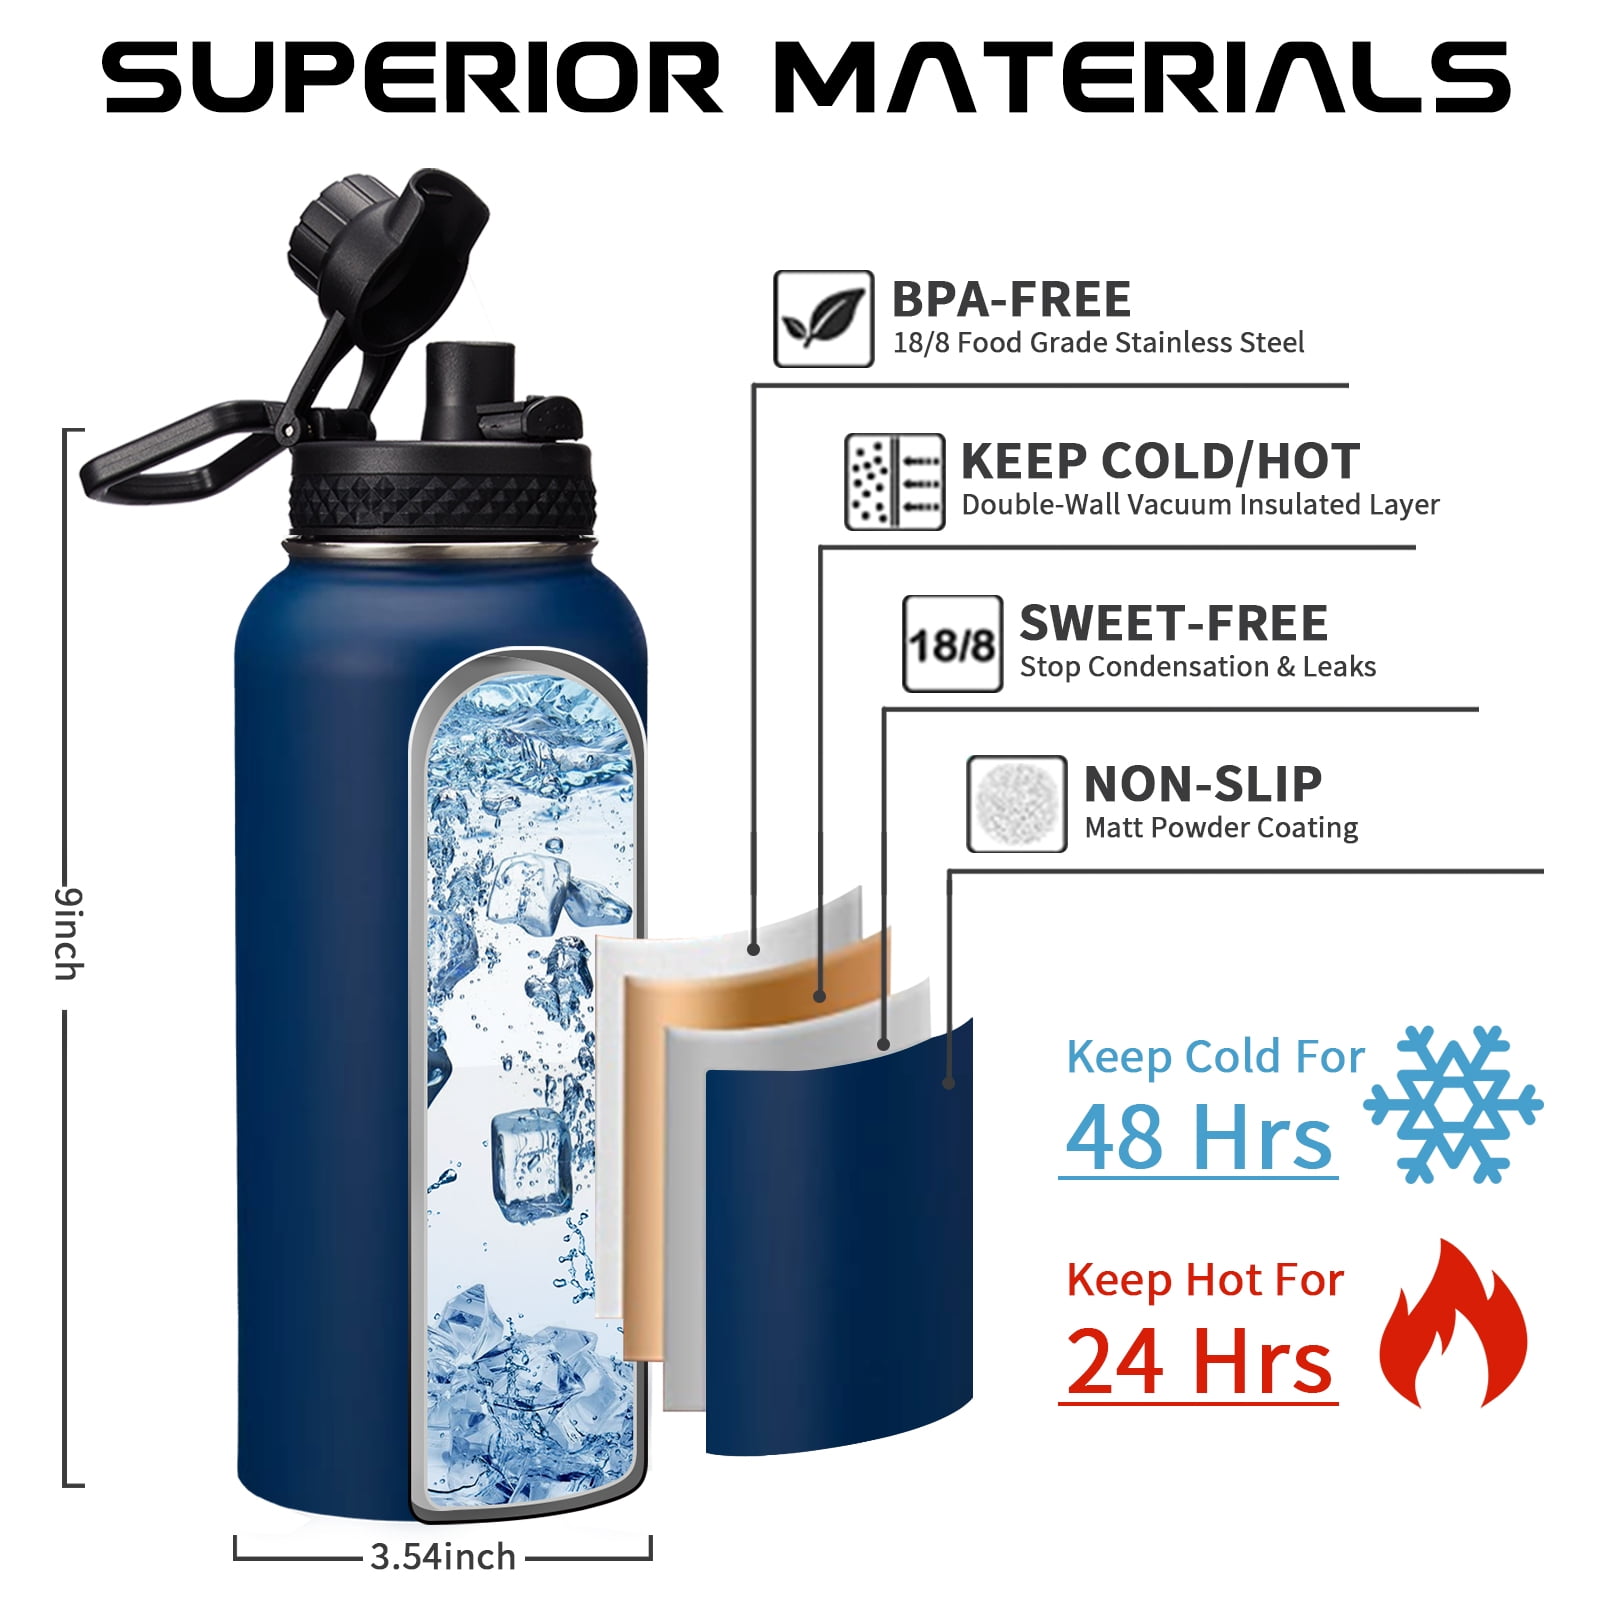 SUPERIOR MATERIALS
BPA-FREE
18/8 Food Grade Stainless Steel
KEEP COLD/HOT
Double-Wall Vacuum Insulated Layer
18/8
SWEET-FREE
Stop Condensation & Leaks
NON-SLIP
Matt Powder Coating
9inch
Keep Cold For
48 Hrs
Keep Hot For
24 Hrs
3.54inch